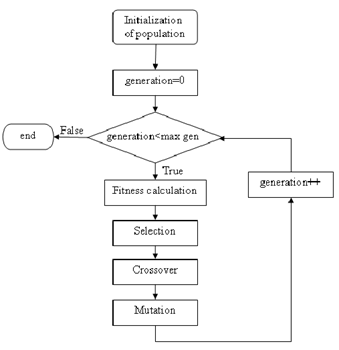 Initialization
of population
generation=0
generation<max gen
False
end
True
Fitness calculation
generation++
Selection
Crossover
Mutation